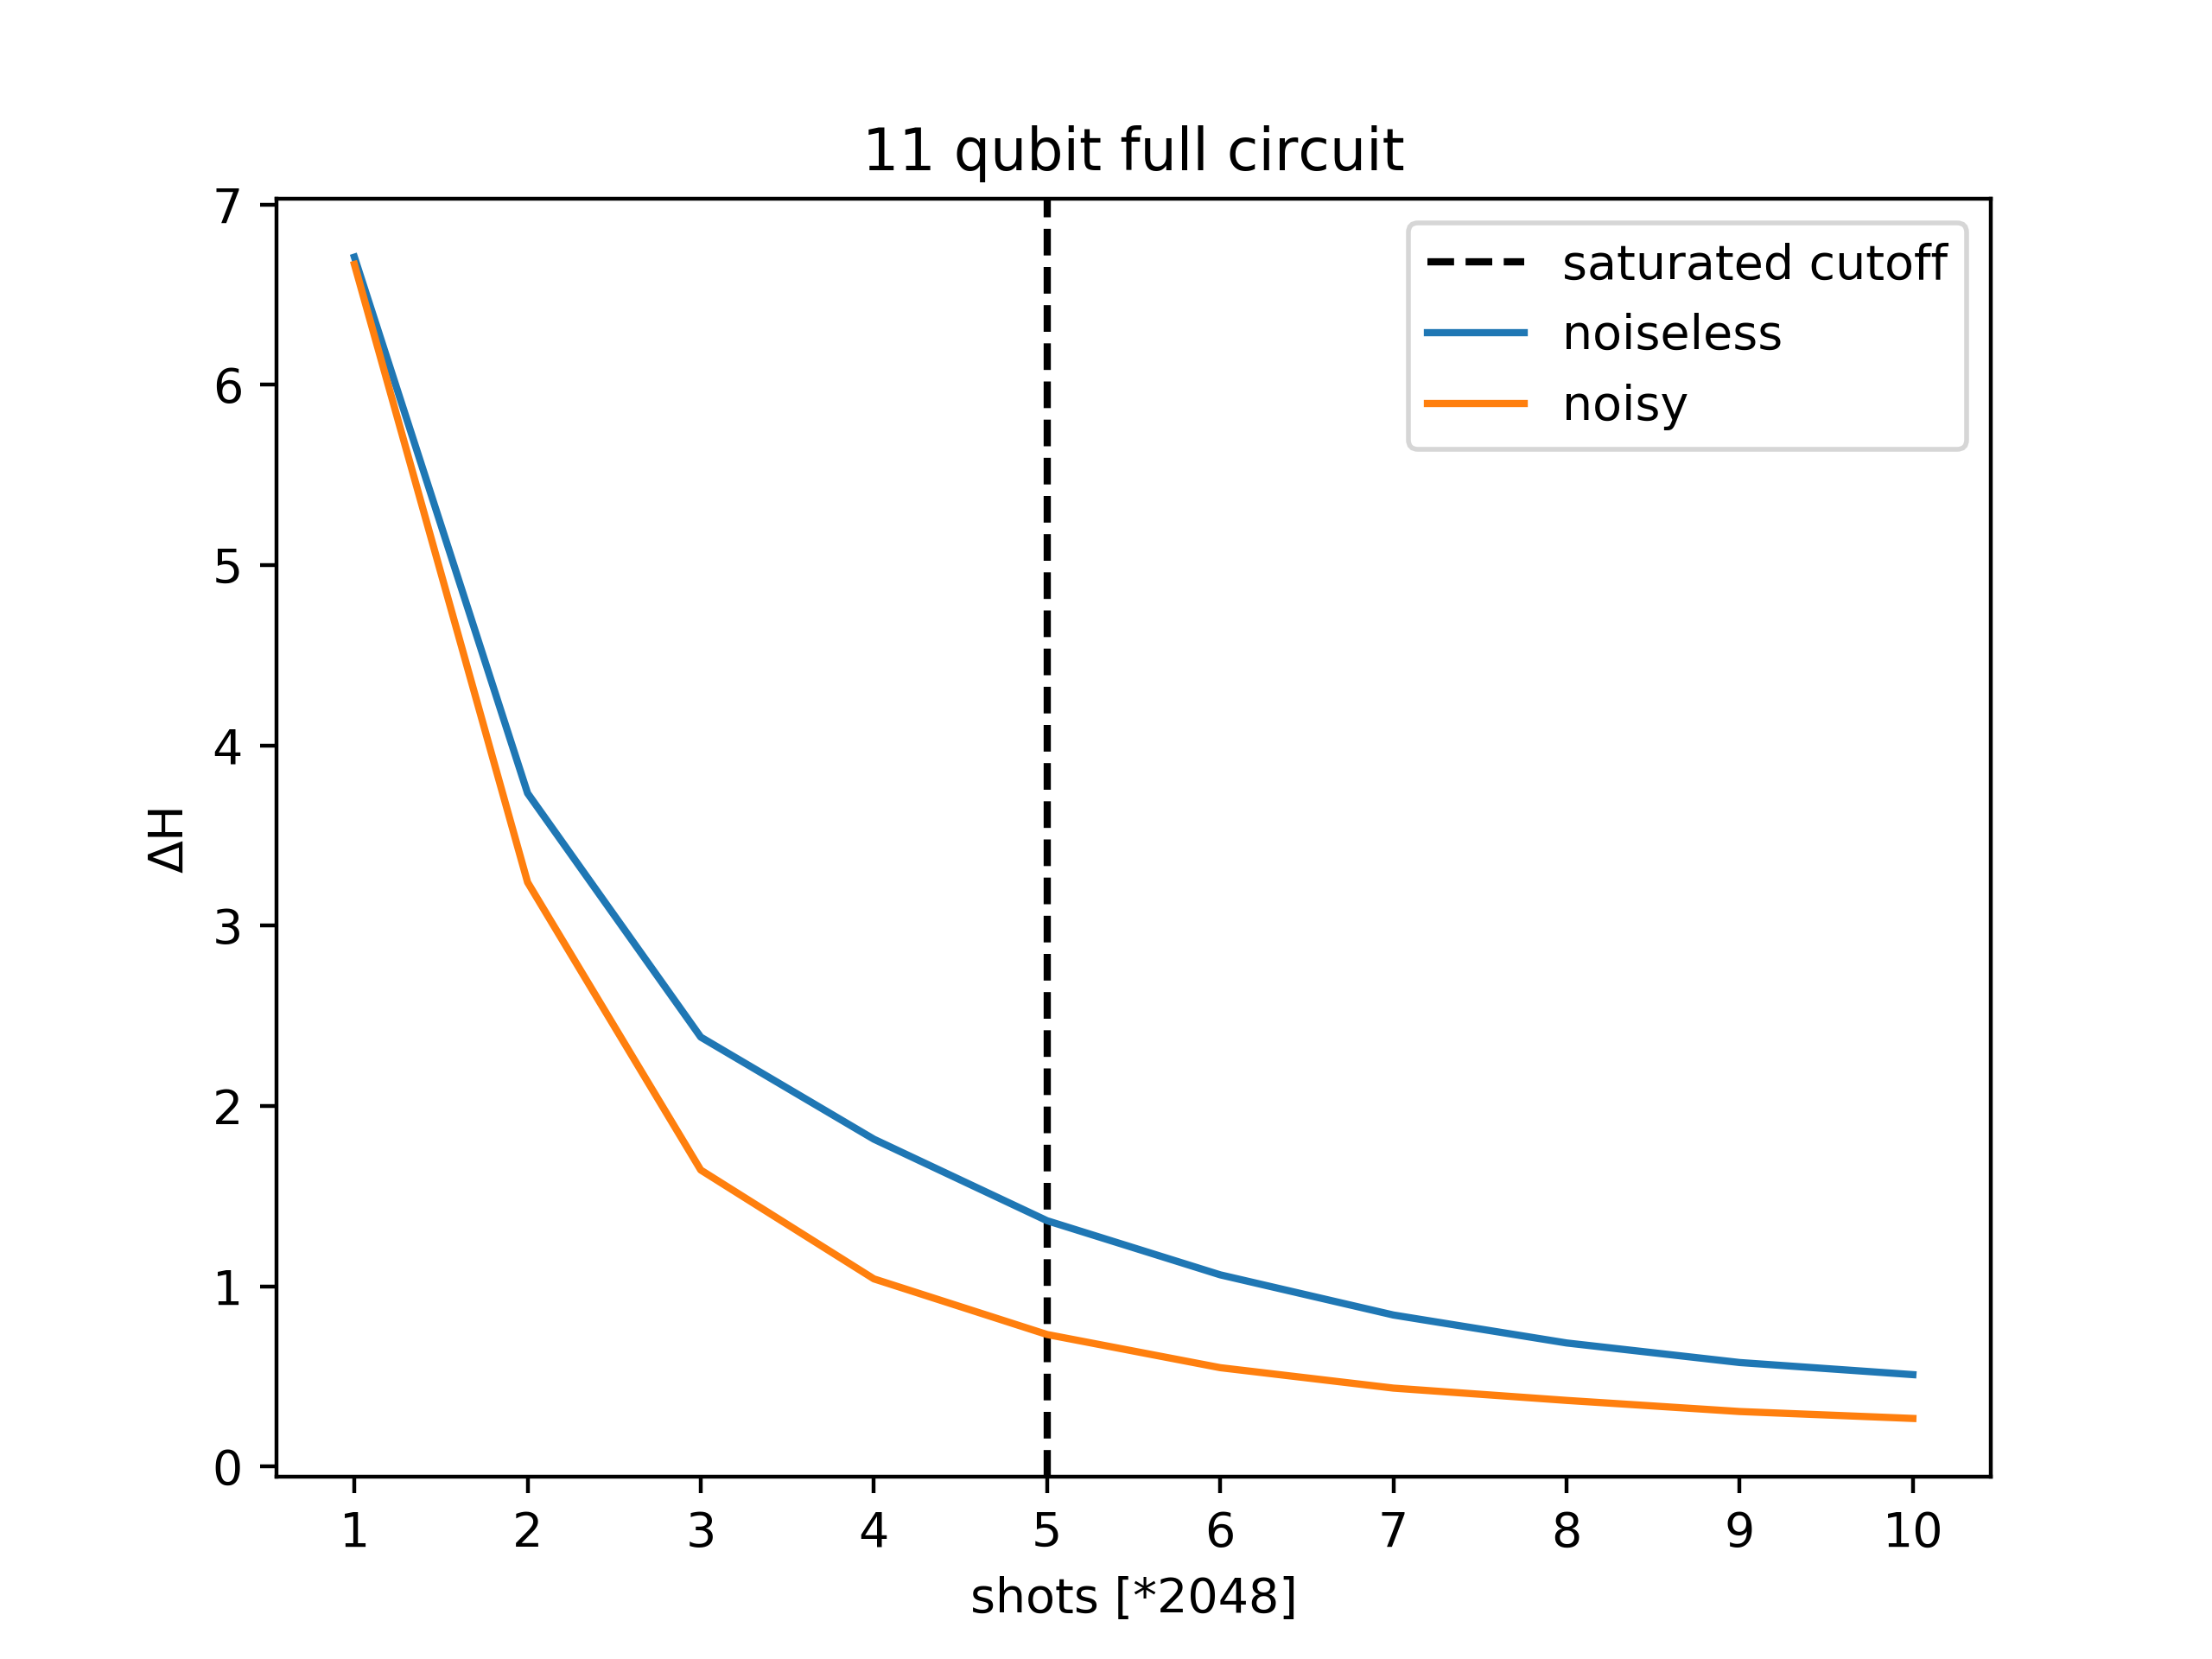 11 qubit full circuit
7
6
5
4
3
2
1
0
ΔH
saturated cutoff
noiseless
noisy
1 2 3 4 5 6 7 8 9 10
shots [*2048]